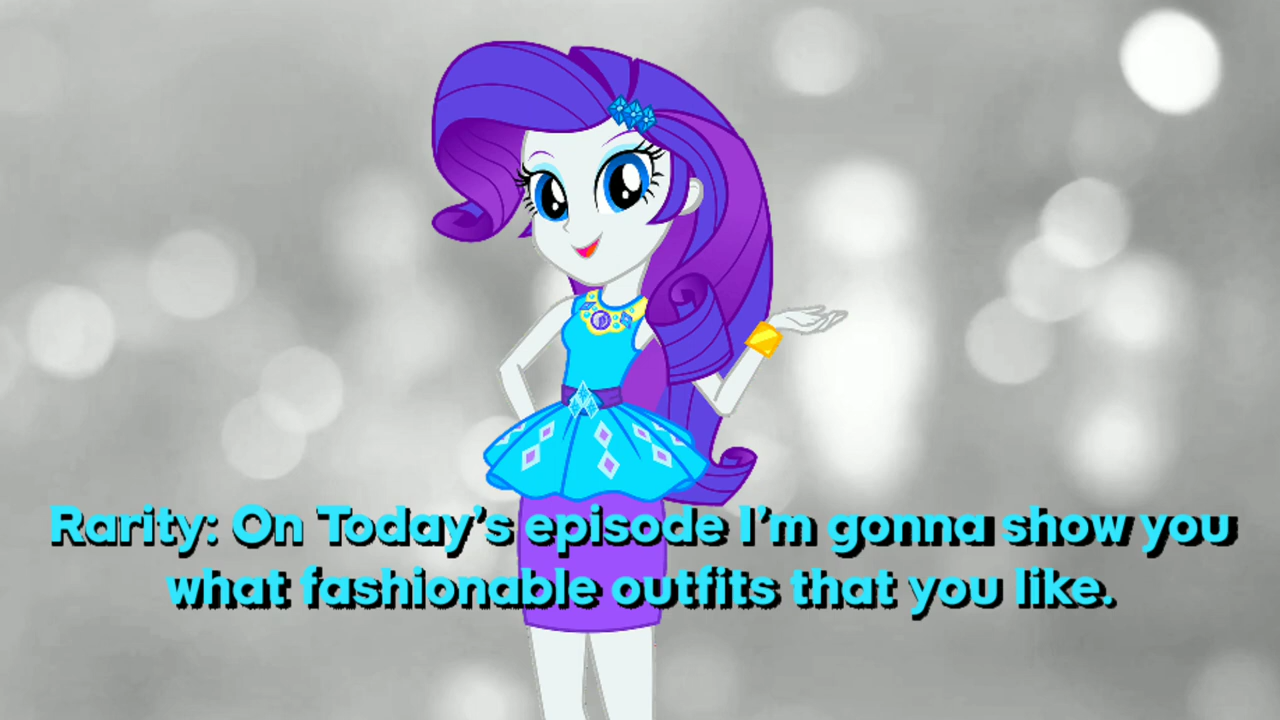 Rarity: On Today's episode I'm gonna show you
what fashionable outfits that you like.